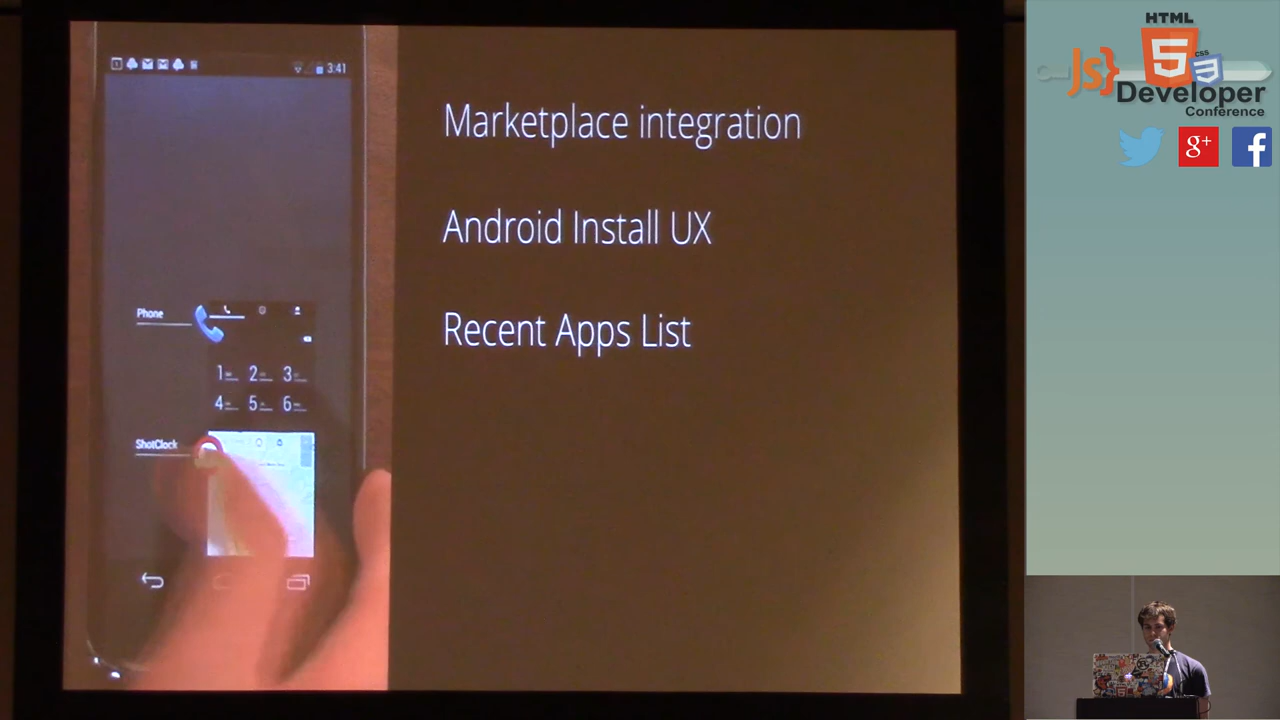 3:41
Phone
1 2 3
4 5 6
ShotClock
Marketplace integration
Android Install UX
Recent Apps List
HTML
5
CSS
3
JS}
Developer
Conference
g+
f